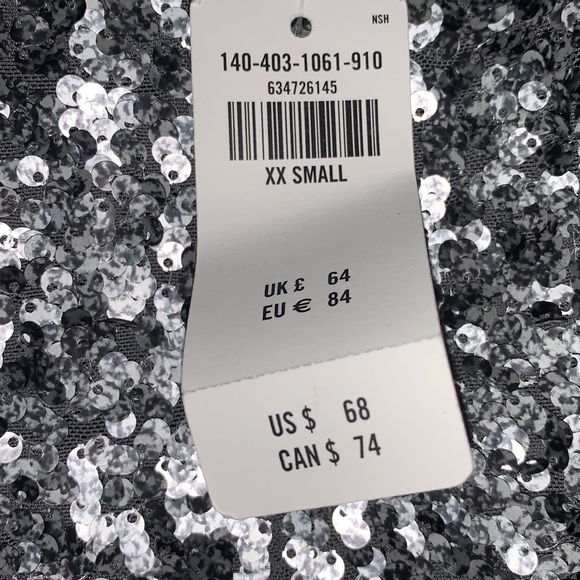 NSH
140-403-1061-910
634726145
XX SMALL
UK £ 64
EU € 84
US $ 68
CAN $ 74